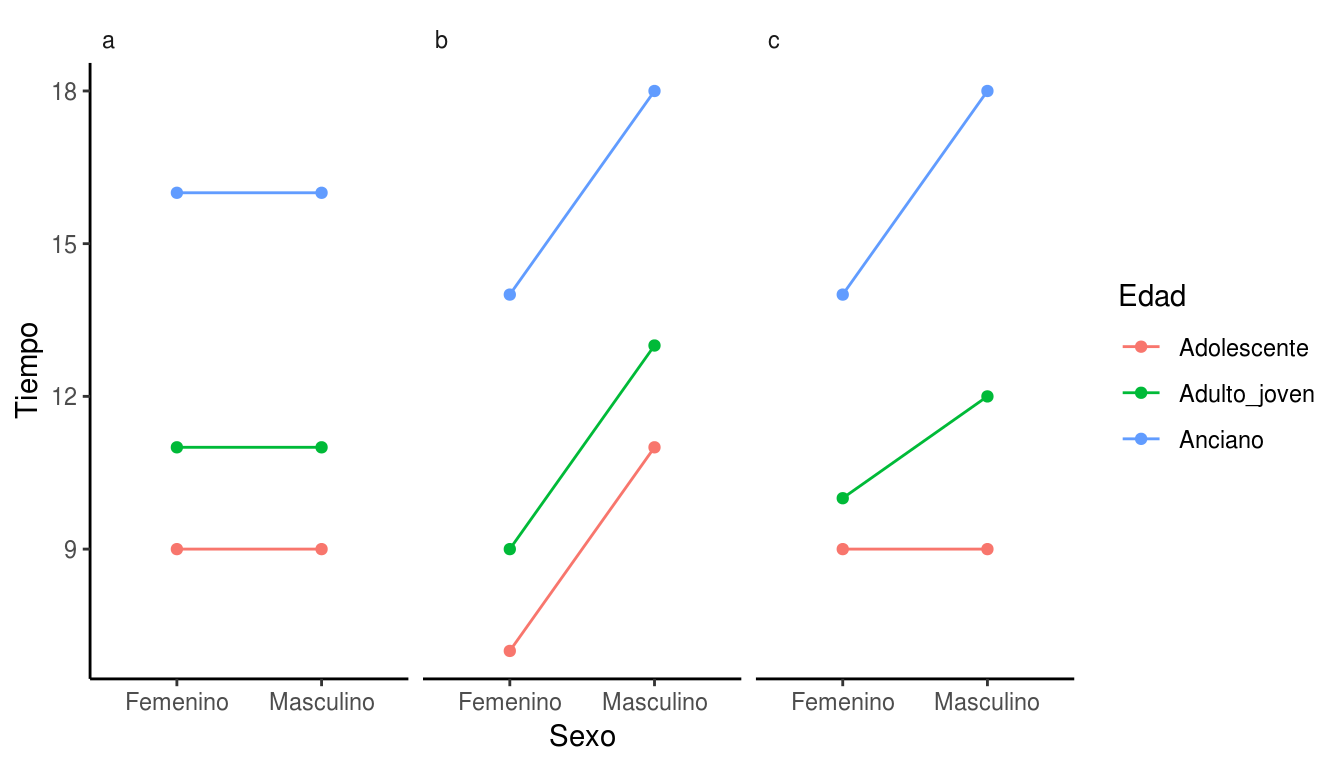 a
b
c
18
15
12
9
Tiempo
Femenino
Masculino
Femenino
Masculino
Femenino
Masculino
Sexo
Edad
Adolescente
Adulto_joven
Anciano